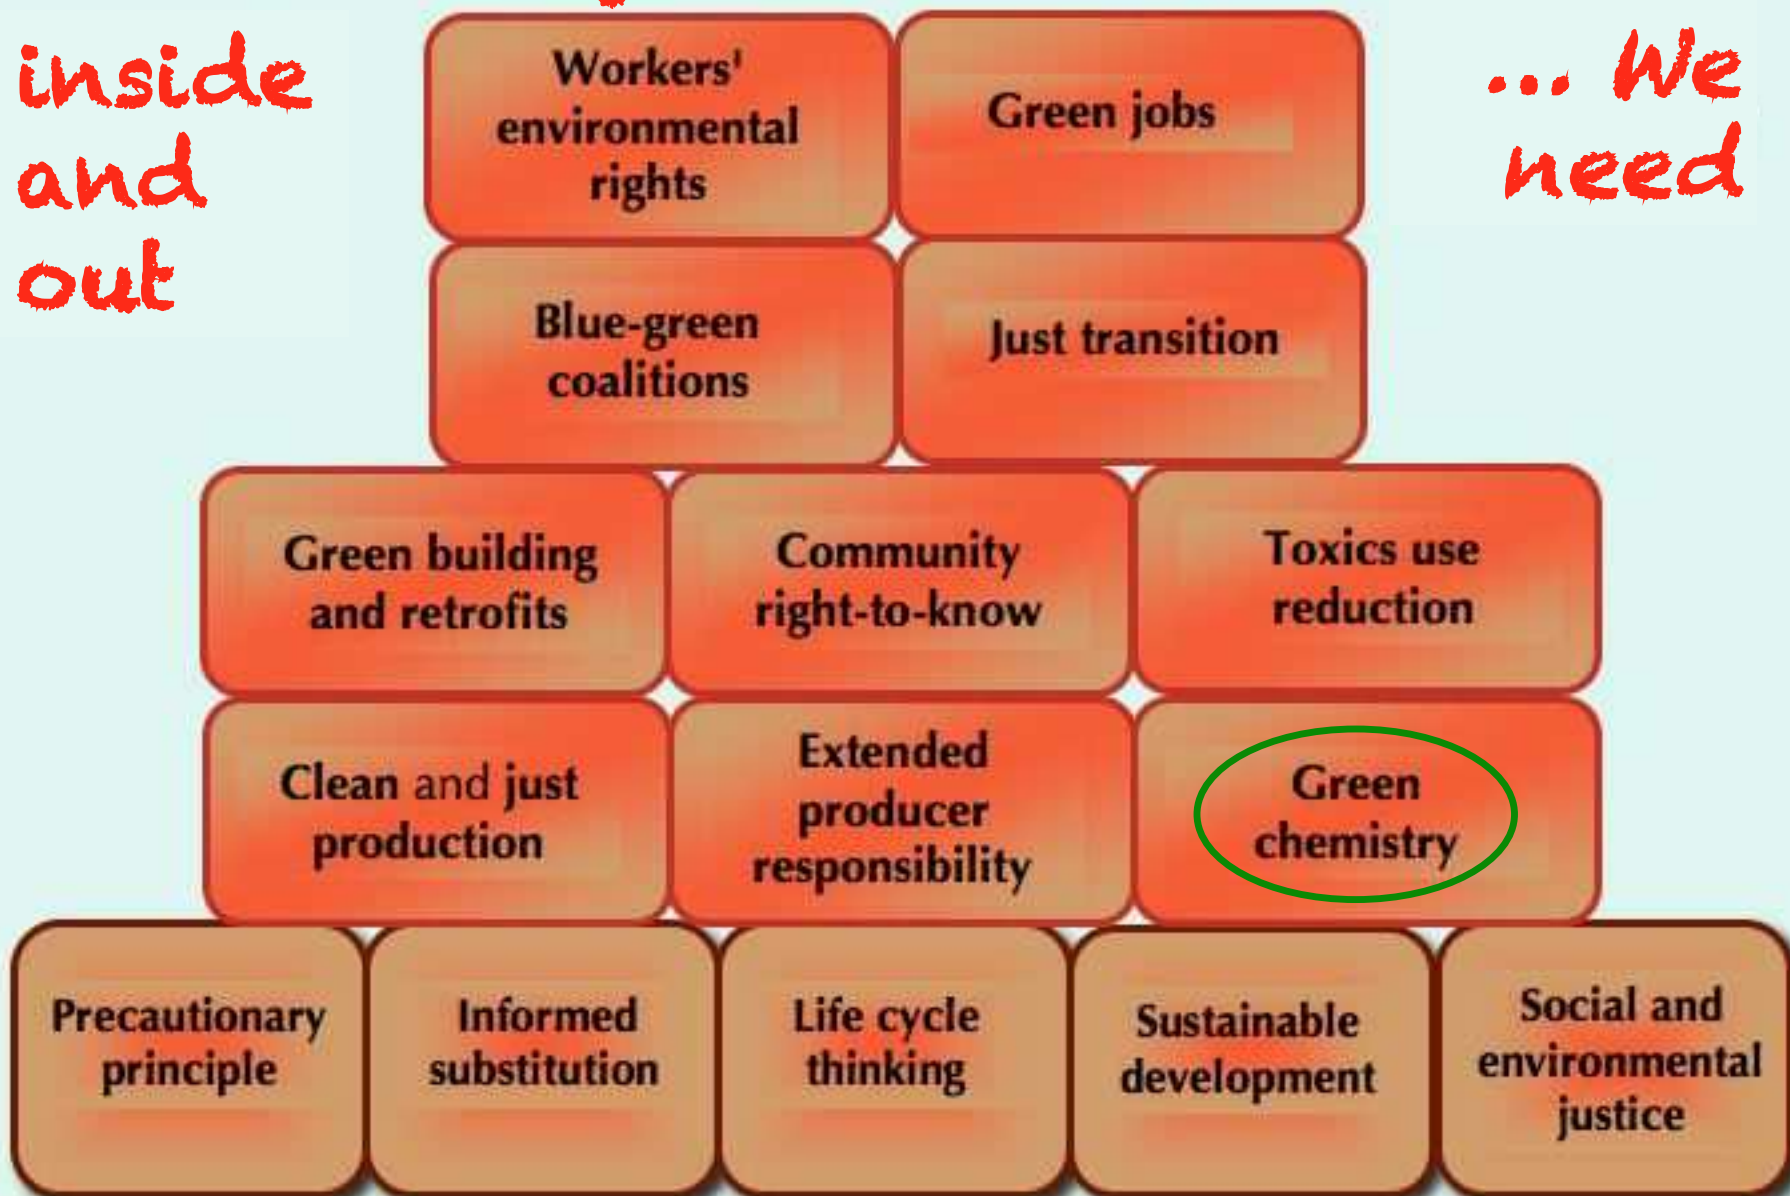 inside
and
out
... We
need
Workers'
environmental
rights
Green jobs
Blue-green
coalitions
Just transition
Green building
and retrofits
Community
right-to-know
Toxics use
reduction
Clean and just
production
Extended
producer
responsibility
Green
chemistry
Precautionary
principle
Informed
substitution
Life cycle
thinking
Sustainable
development
Social and
environmental
justice